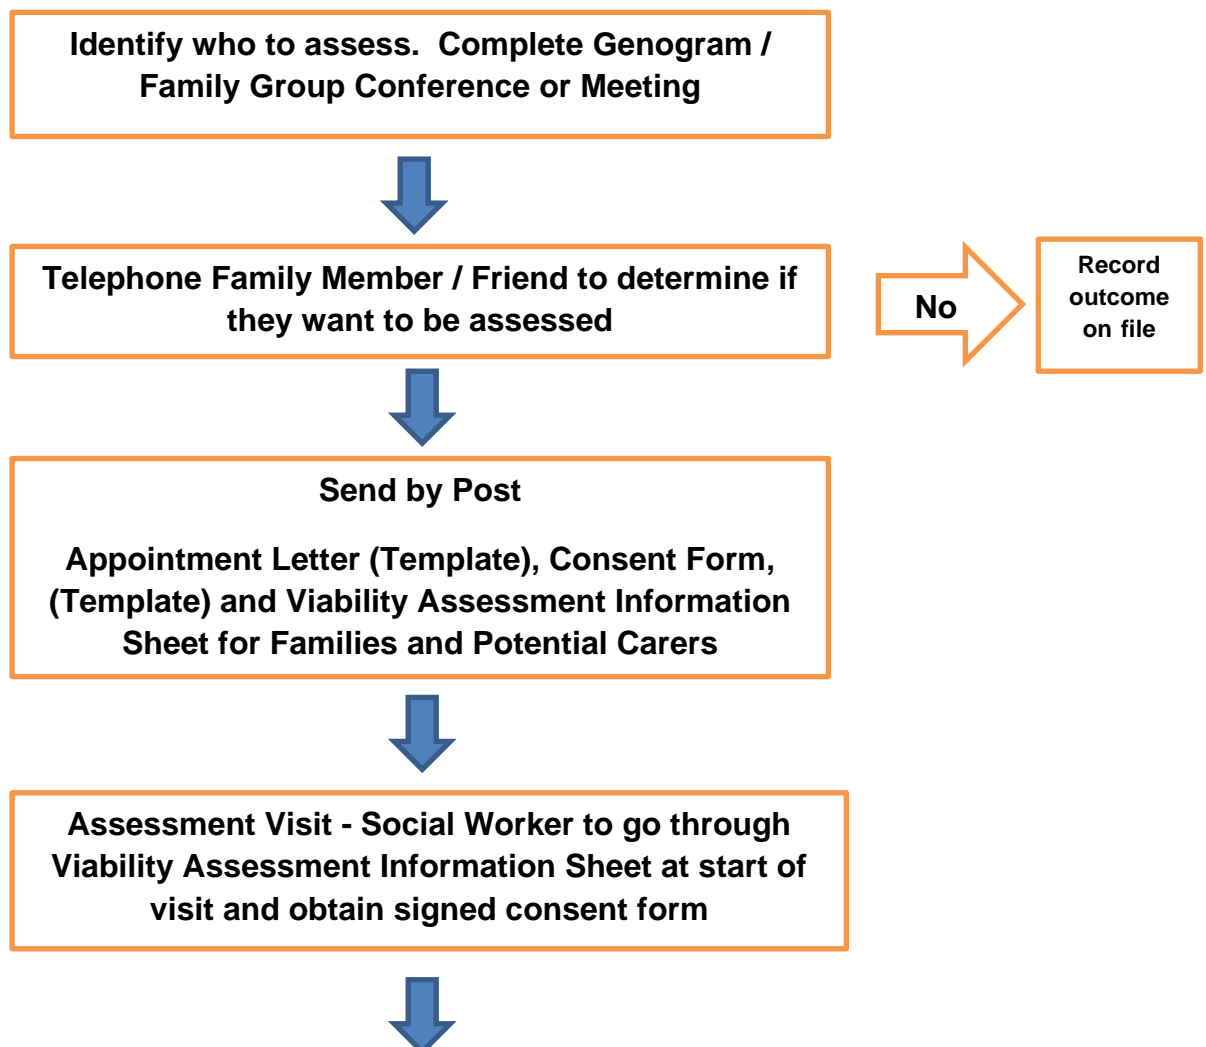 Identify who to assess.  Complete Genogram /
Family Group Conference or Meeting
Telephone Family Member / Friend to determine if
they want to be assessed
No
Record
outcome
on file
Send by Post
Appointment Letter (Template), Consent Form,
(Template) and Viability Assessment Information
Sheet for Families and Potential Carers
Assessment Visit - Social Worker to go through
Viability Assessment Information Sheet at start of
visit and obtain signed consent form